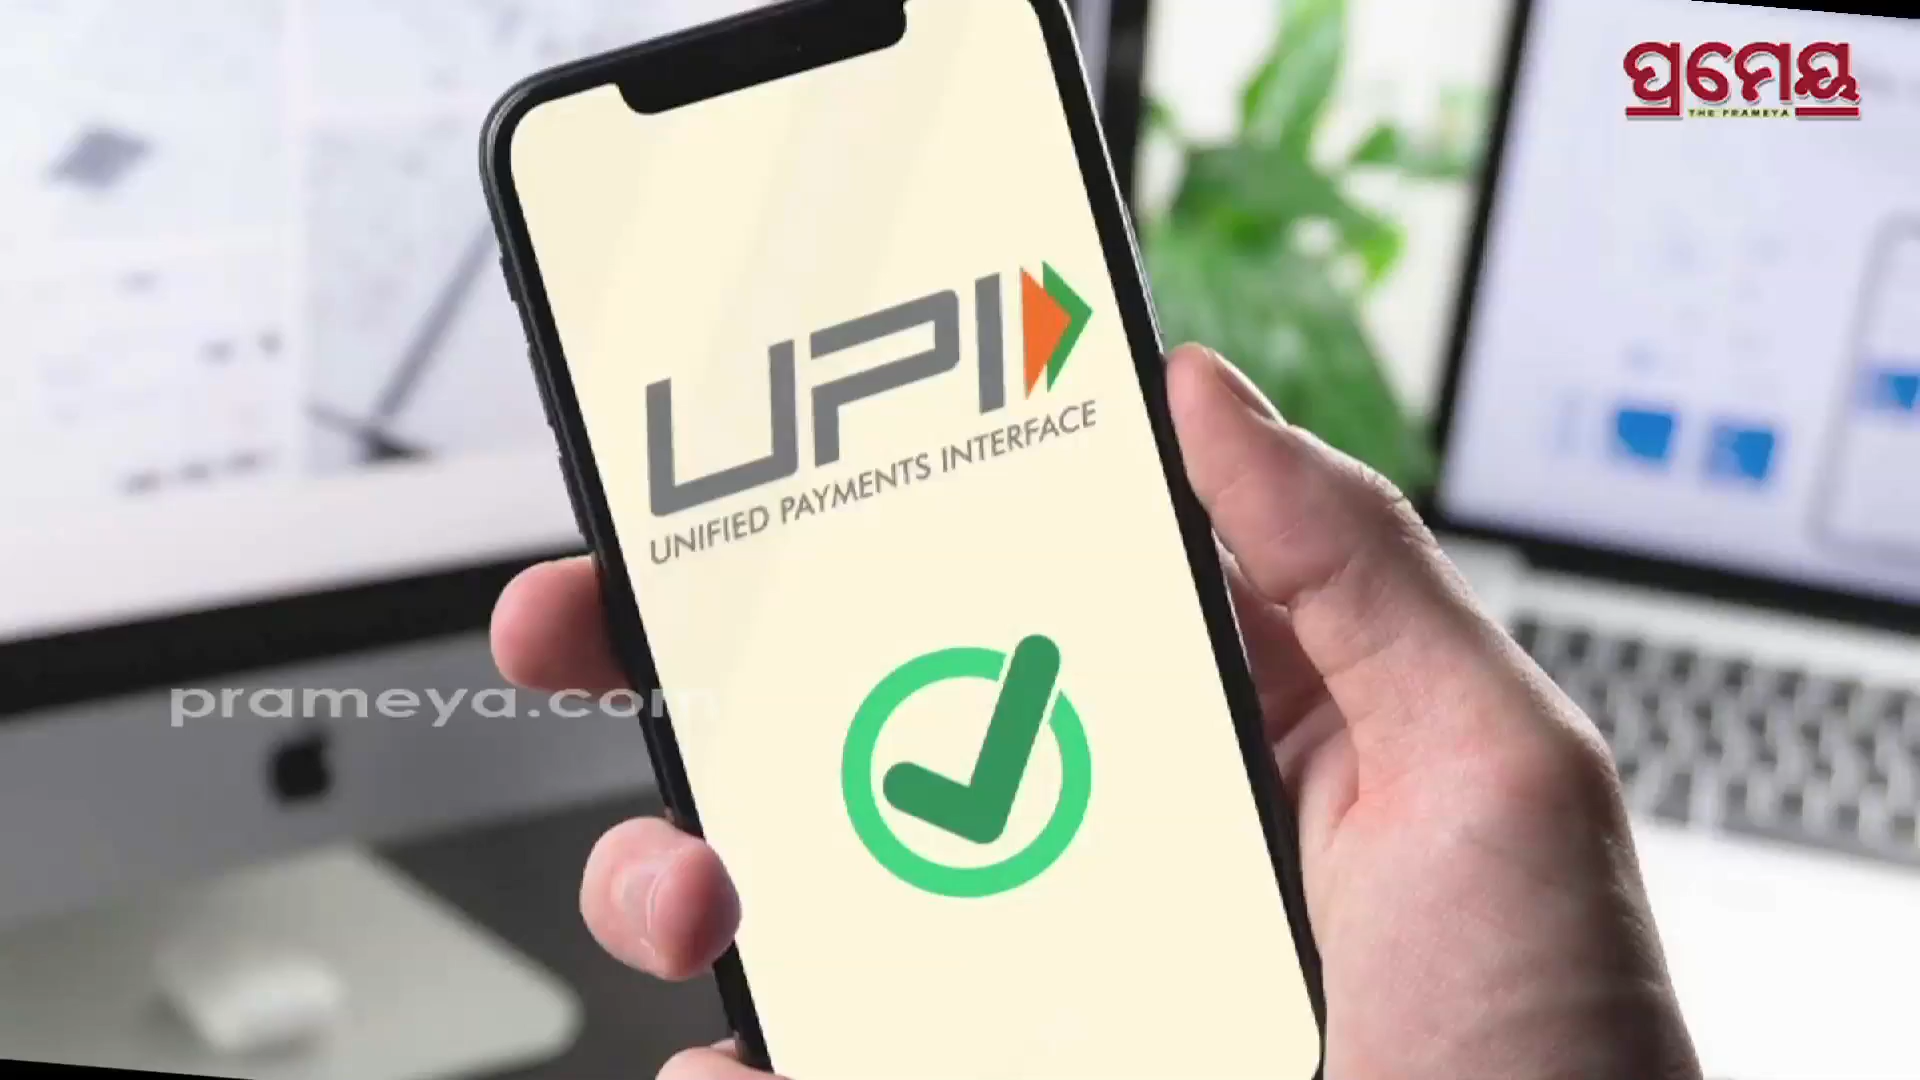 ପ୍ରମେୟ
THE PRAMEYA
UPI
UNIFIED PAYMENTS INTERFACE
prameya.com